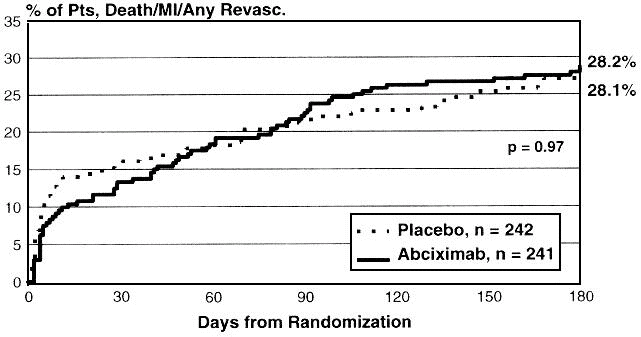 % of Pts, Death/MI/Any Revasc.
35
30
25
20
15
10
5
0
28.2%
28.1%
p = 0.97
Placebo, n = 242
Abciximab, n = 241
0 30 60 90 120 150 180
Days from Randomization